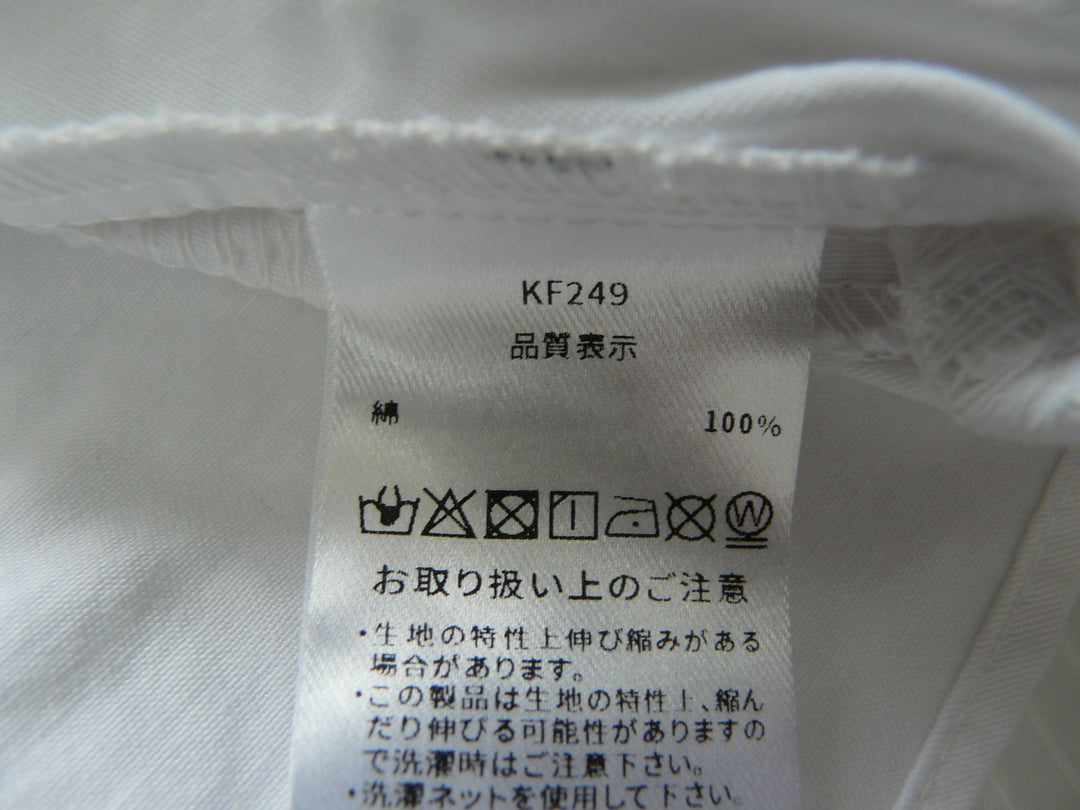 KF249
品質表示
綿 100%
W
お取り扱い上のご注意
・生地の特性上伸び縮みがある
場合があります。
・この製品は生地の特性上、縮ん
だり伸びる可能性がありますの
で洗濯時はご注意下さい。
・洗濯ネットを使用して下さい。